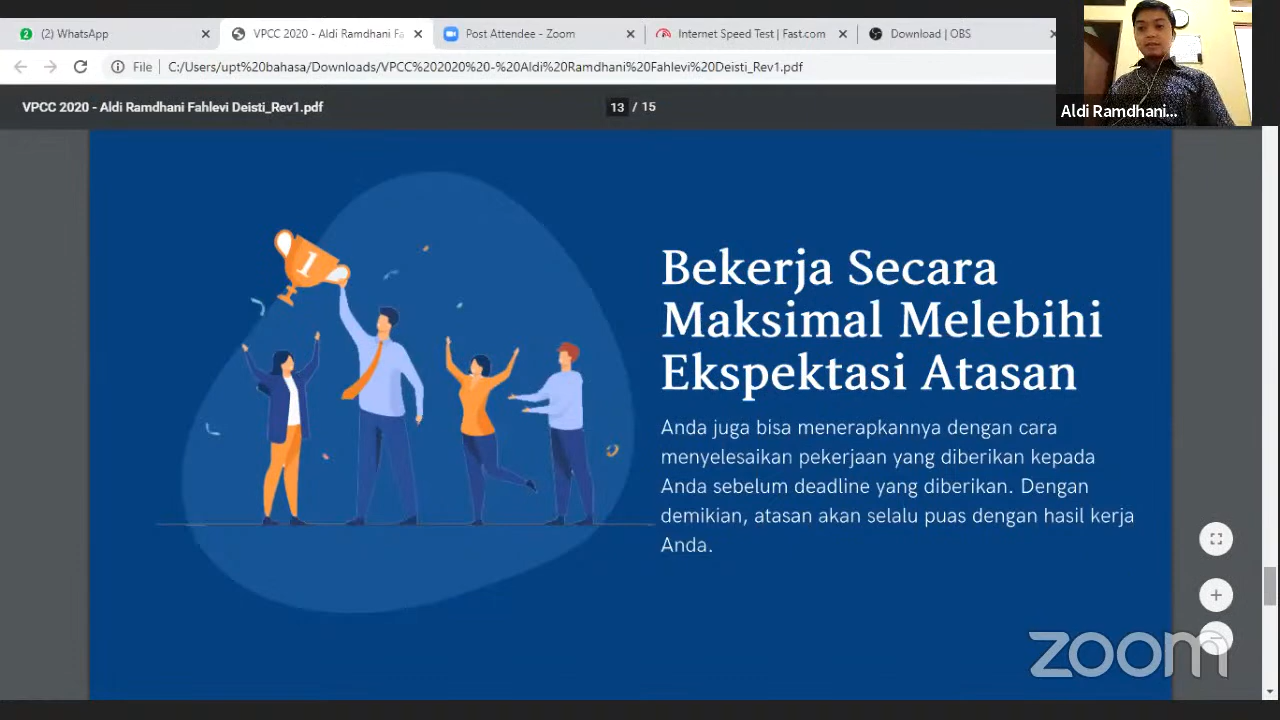 (2) WhatsApp
VPCC 2020 - Aldi Ramdhani Fa
Post Attendee - Zoom
Internet Speed Test | Fast.com
Download | OBS
File
C:/Users/upt%20bahasa/Downloads/VPCC%202020%20-%20Aldi%20Ramdhani%20Fahlevi%20Deisti_Rev1.pdf
Aldi Ramdhani...
VPCC 2020 - Aldi Ramdhani Fahlevi Deisti_Rev1.pdf
13 / 15
1
Bekerja Secara
Maksimal Melebihi
Ekspektasi Atasan
Anda juga bisa menerapkannya dengan cara
menyelesaikan pekerjaan yang diberikan kepada
Anda sebelum deadline yang diberikan. Dengan
demikian, atasan akan selalu puas dengan hasil kerja
Anda.
zoom